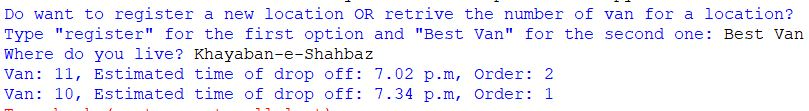 Do want to register a new location OR retrive the number of van for a location?
Type "register" for the first option and "Best Van" for the second one: Best Van
Where do you live? Khayaban-e-Shahbaz
Van: 11, Estimated time of drop off: 7.02 p.m, Order: 2
Van: 10, Estimated time of drop off: 7.34 p.m, Order: 1